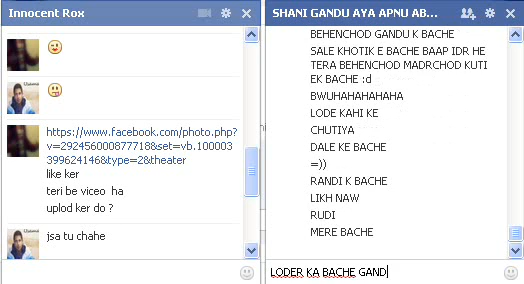 Innocent Rox
https://www.facebook.com/photo.php?
v=292456000877718&set=vb.100003
399624146&type=2&theater
like ker
teri be viceo ha
uplod ker do ?
jsa tu chahe
SHANI GANDU AYA APNU AB...
BEHENCHOD GANDU K BACHE
SALE KHOTIK E BACHE BAAP IDR HE
TERA BEHENCHOD MADRCHOD KUTI
EK BACHE :d
BWUHAHAHAHAHA
LODE KAHI KE
CHUTIYA
DALE KE BACHE
=))
RANDI K BACHE
LIKH NAW
RUDI
MERE BACHE
LODER KA BACHE GAND